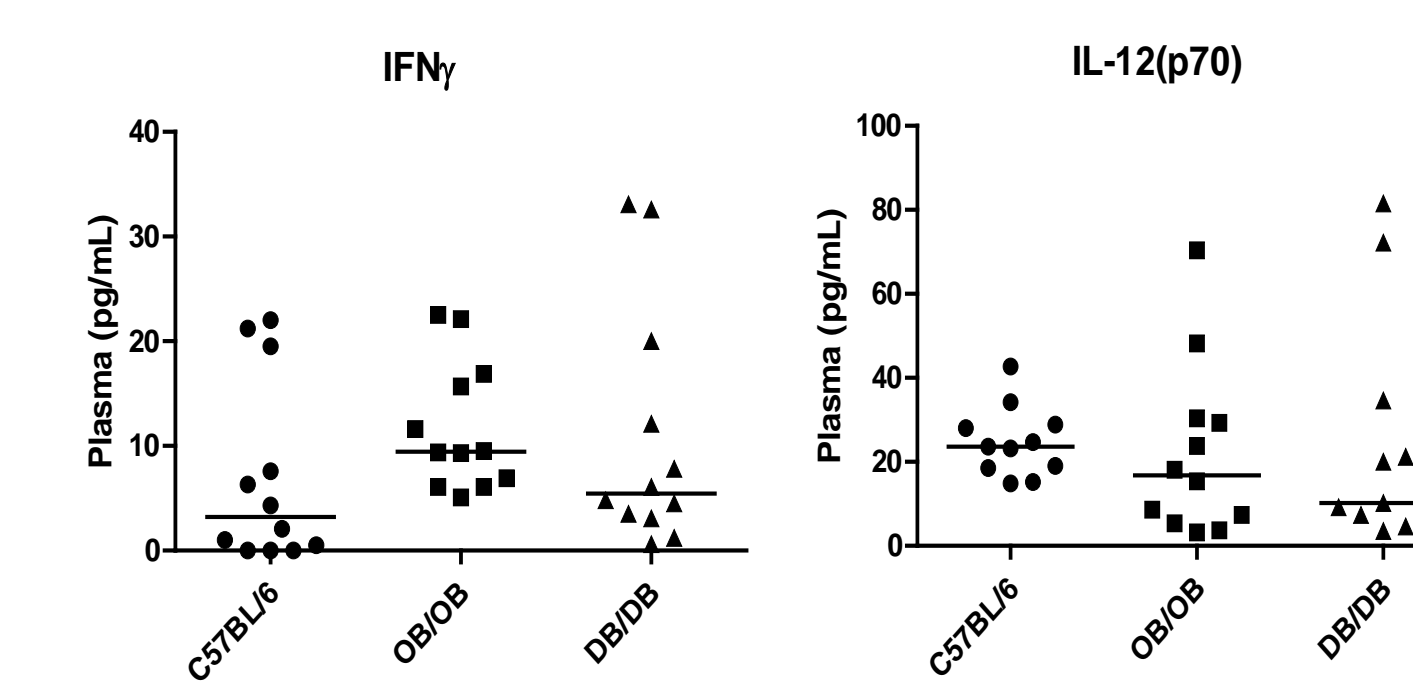 IFNγ
Plasma (pg/mL)
40
30
20
10
0
C57BL/6
OB/OB
DB/DB
IL-12(p70)
Plasma (pg/mL)
100
80
60
40
20
0
C57BL/6
OB/OB
DB/DB